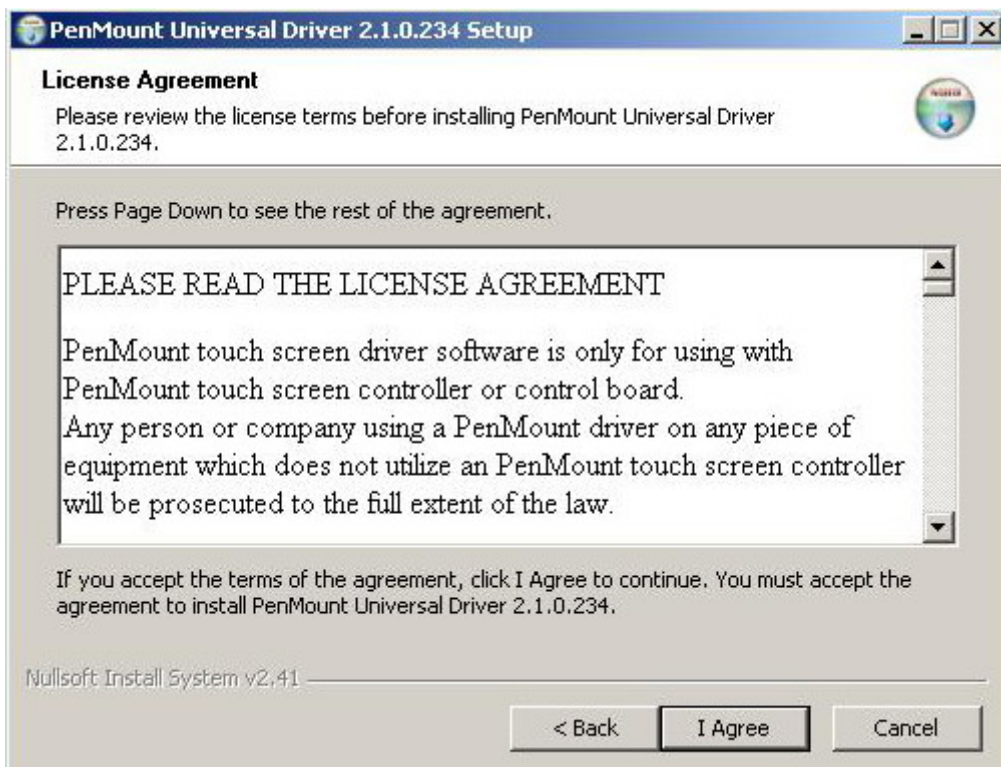 PenMount Universal Driver 2.1.0.234 Setup
License Agreement
Please review the license terms before installing PenMount Universal Driver
2.1.0.234.
Press Page Down to see the rest of the agreement.
PLEASE READ THE LICENSE AGREEMENT
PenMount touch screen driver software is only for using with
PenMount touch screen controller or control board.
Any person or company using a PenMount driver on any piece of
equipment which does not utilize an PenMount touch screen controller
will be prosecuted to the full extent of the law.
If you accept the terms of the agreement, click I Agree to continue. You must accept the
agreement to install PenMount Universal Driver 2.1.0.234.
Nullsoft Install System v2.41
< Back
I Agree
Cancel